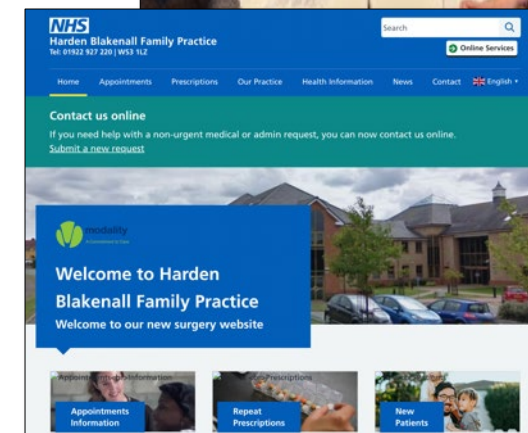 NHS
Harden Blakenall Family Practice
Tel: 01922 927 220 | WS3 1LZ
Search
Online Services
Home Appointments Prescriptions Our Practice Health Information News Contact English
Contact us online
If you need help with a non-urgent medical or admin request, you can now contact us online.
Submit a new request
modality
A Commitment to Care
Welcome to Harden
Blakenall Family Practice
Welcome to our new surgery website
Appointments
Information
Repeat
Prescriptions
New
Patients